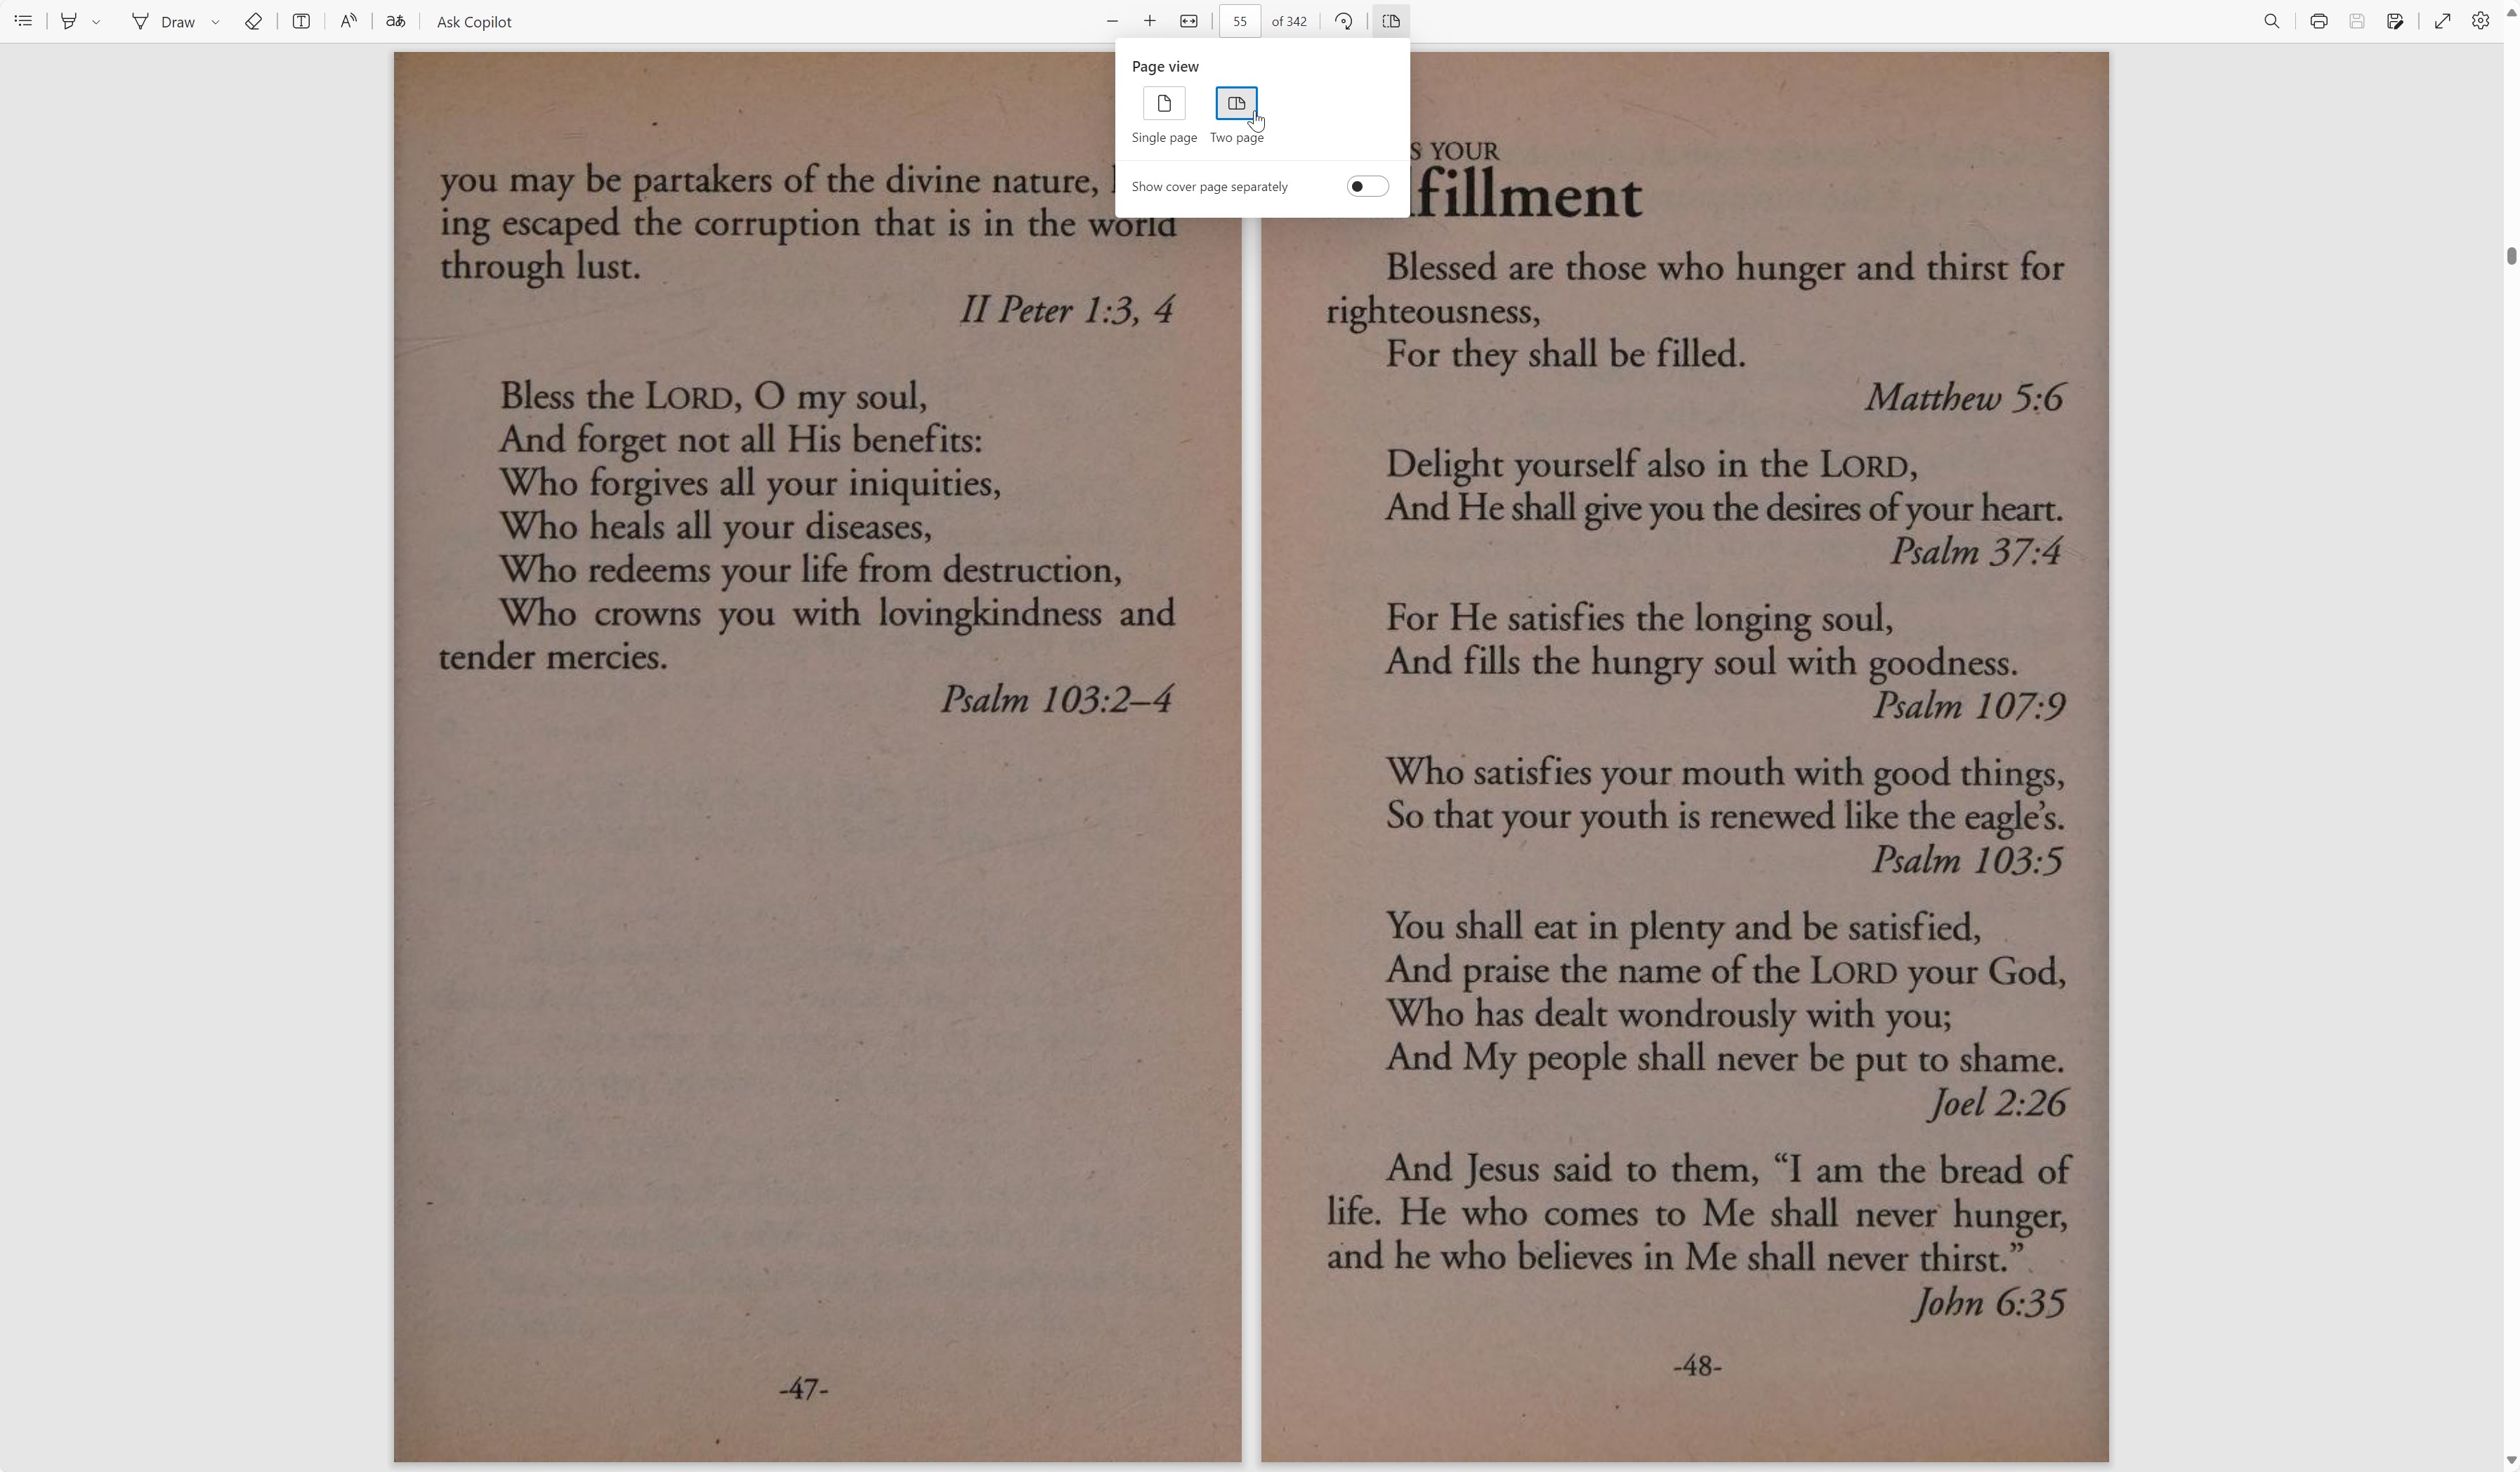 Draw
Ask Copilot
55
of 342
Page view
Single page
Two page
Show cover page separately
you may be partakers of the divine nature,
ing escaped the corruption that is in the world
through lust.
II Peter 1:3, 4
Bless the LORD, O my soul,
And forget not all His benefits:
Who forgives all your iniquities,
Who heals all your diseases,
Who redeems your life from destruction,
Who crowns you with lovingkindness and
tender mercies.
Psalm 103:2–4
-47-
S YOUR
fillment
Blessed are those who hunger and thirst for
righteousness,
For they shall be filled.
Matthew 5:6
Delight yourself also in the LORD,
And He shall give you the desires of your heart.
Psalm 37:4
For He satisfies the longing soul,
And fills the hungry soul with goodness.
Psalm 107:9
Who satisfies your mouth with good things,
So that your youth is renewed like the eagle's.
Psalm 103:5
You shall eat in plenty and be satisfied,
And praise the name of the LORD your God,
Who has dealt wondrously with you;
And My people shall never be put to shame.
Joel 2:26
And Jesus said to them, “I am the bread of
life. He who comes to Me shall never hunger,
and he who believes in Me shall never thirst.”
John 6:35
-48-